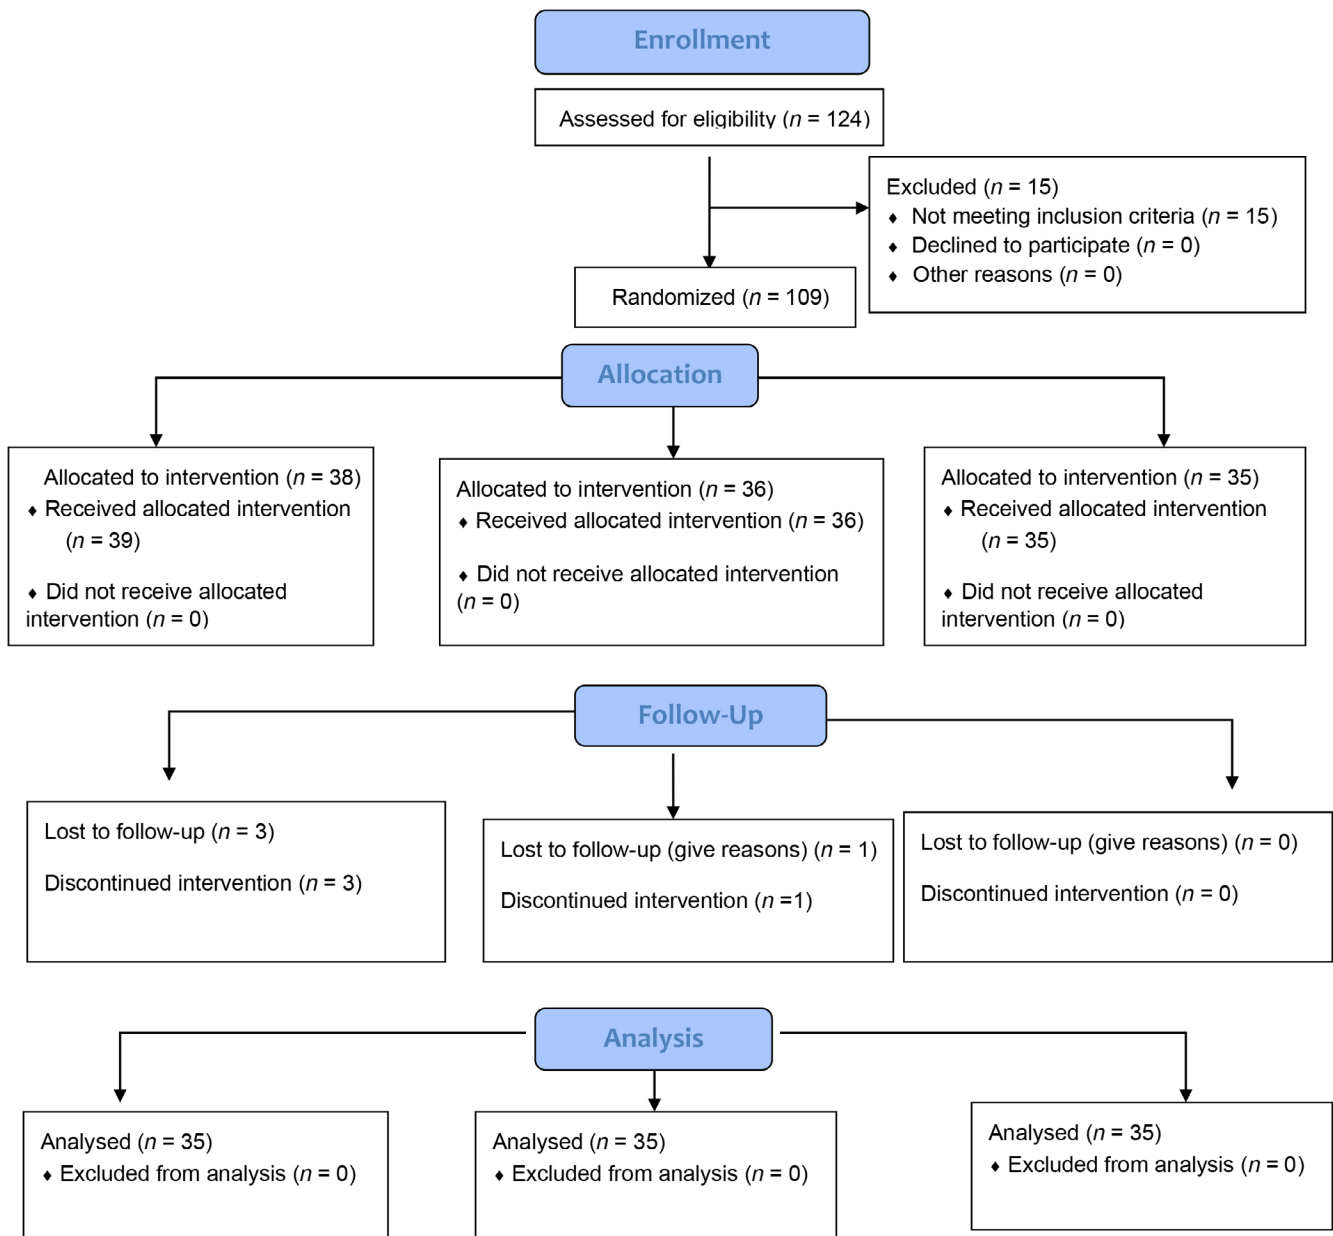 Enrollment
Assessed for eligibility (n = 124)
Excluded (n = 15)
♦ Not meeting inclusion criteria (n = 15)
♦ Declined to participate (n = 0)
♦ Other reasons (n = 0)
Randomized (n = 109)
Allocation
Allocated to intervention (n = 38)
♦ Received allocated intervention
(n = 39)
♦ Did not receive allocated
intervention (n = 0)
Allocated to intervention (n = 36)
♦ Received allocated intervention (n = 36)
♦ Did not receive allocated intervention
(n = 0)
Allocated to intervention (n = 35)
♦ Received allocated intervention
(n = 35)
♦ Did not receive allocated
intervention (n = 0)
Follow-Up
Lost to follow-up (n = 3)
Discontinued intervention (n = 3)
Lost to follow-up (give reasons) (n = 1)
Discontinued intervention (n =1)
Lost to follow-up (give reasons) (n = 0)
Discontinued intervention (n = 0)
Analysis
Analysed (n = 35)
♦ Excluded from analysis (n = 0)
Analysed (n = 35)
♦ Excluded from analysis (n = 0)
Analysed (n = 35)
♦ Excluded from analysis (n = 0)